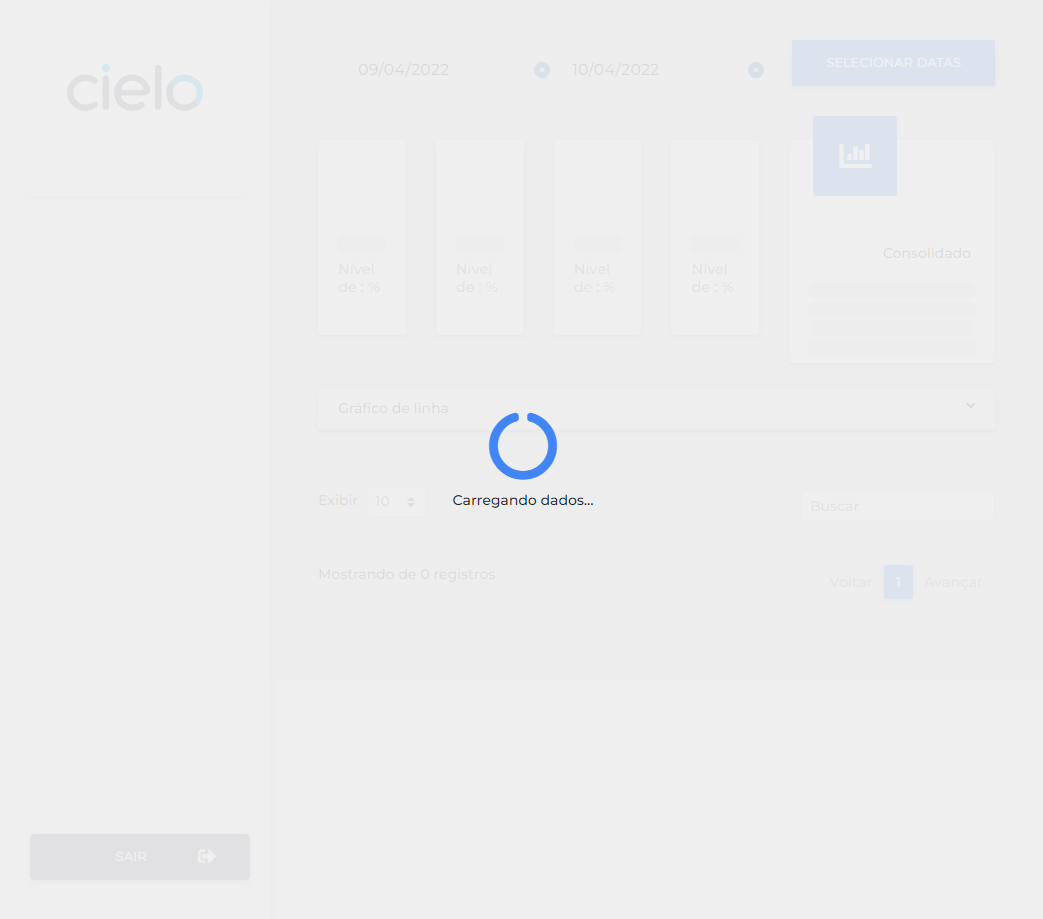 cielo
09/04/2022
10/04/2022
SELECIONAR DATAS
Nível
de : %
Nível
de : %
Nível
de : %
Nível
de : %
Consolidado
Gráfico de linha
Carregando dados...
Exibir 10
Buscar
Mostrando de 0 registros
Voltar 1 Avançar
SAIR